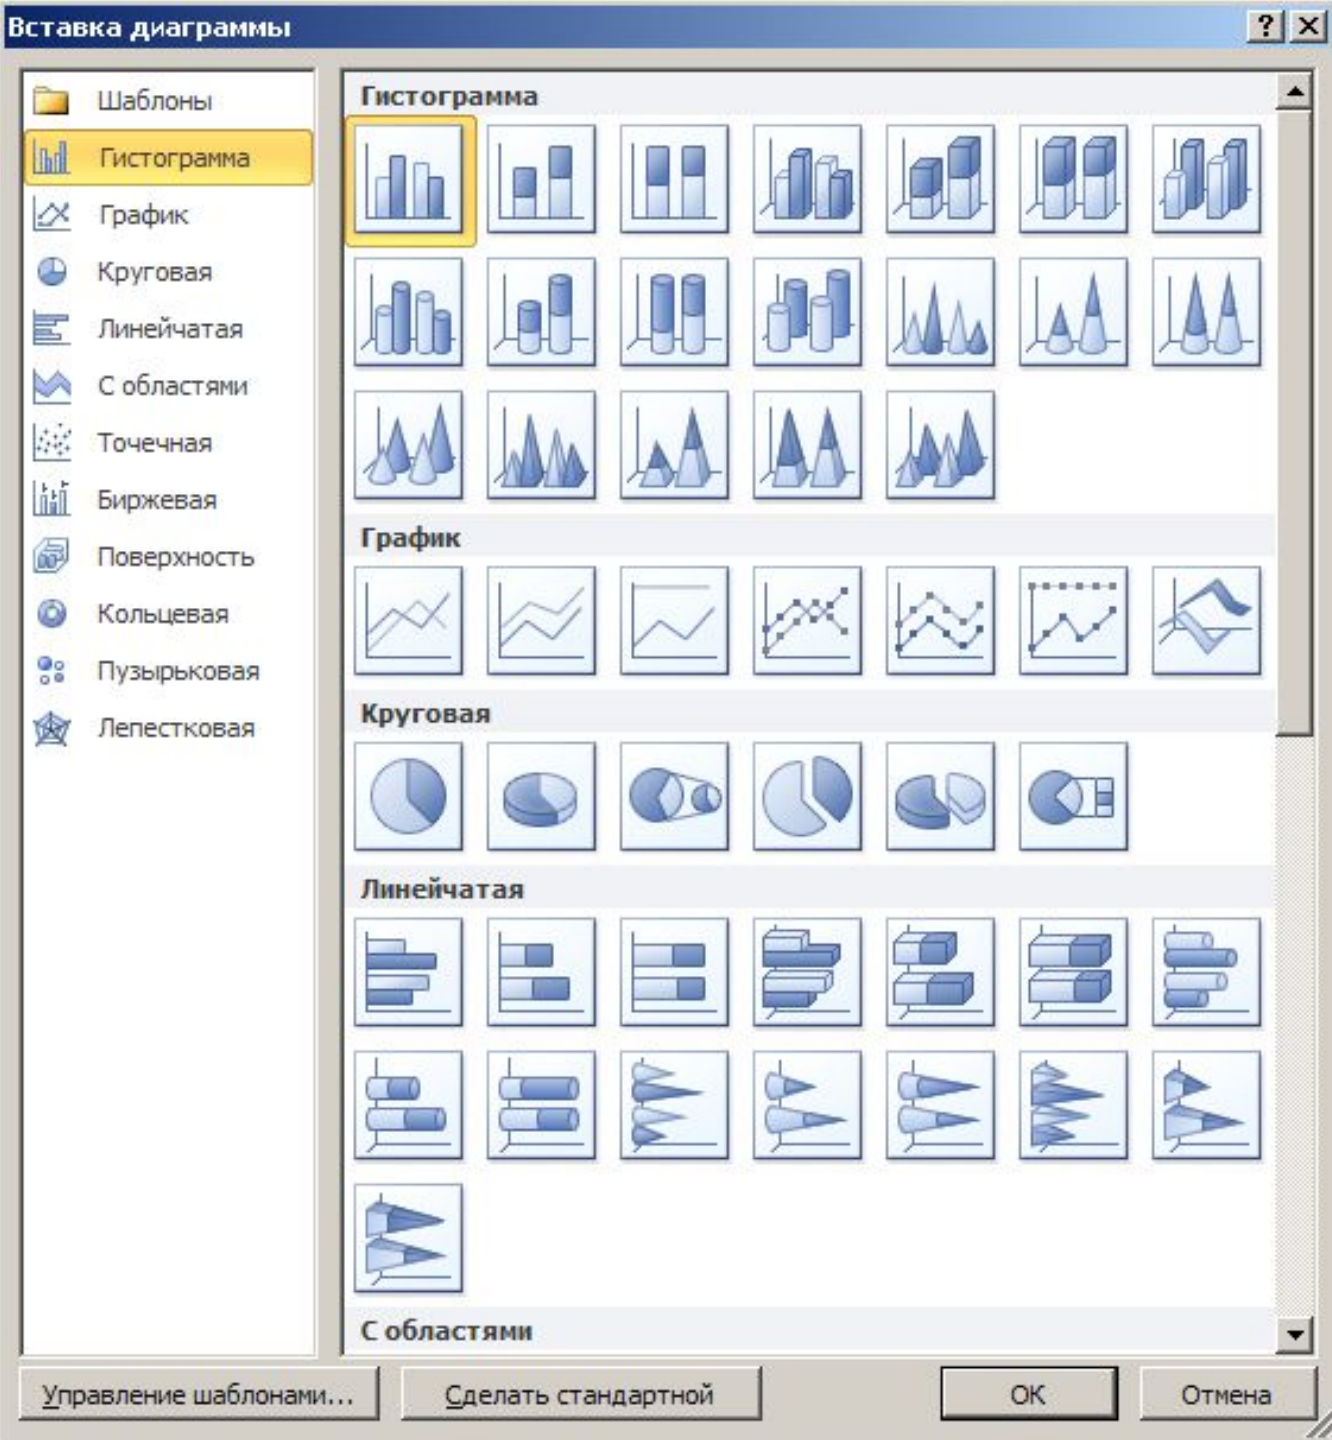 Вставка диаграммы
Шаблоны
Гистограмма
График
Круговая
Линейчатая
С областями
Точечная
Биржевая
Поверхность
Кольцевая
Пузырьковая
Лепестковая
Гистограмма
График
Круговая
Линейчатая
С областями
Управление шаблонами...
Сделать стандартной
ОК
Отмена